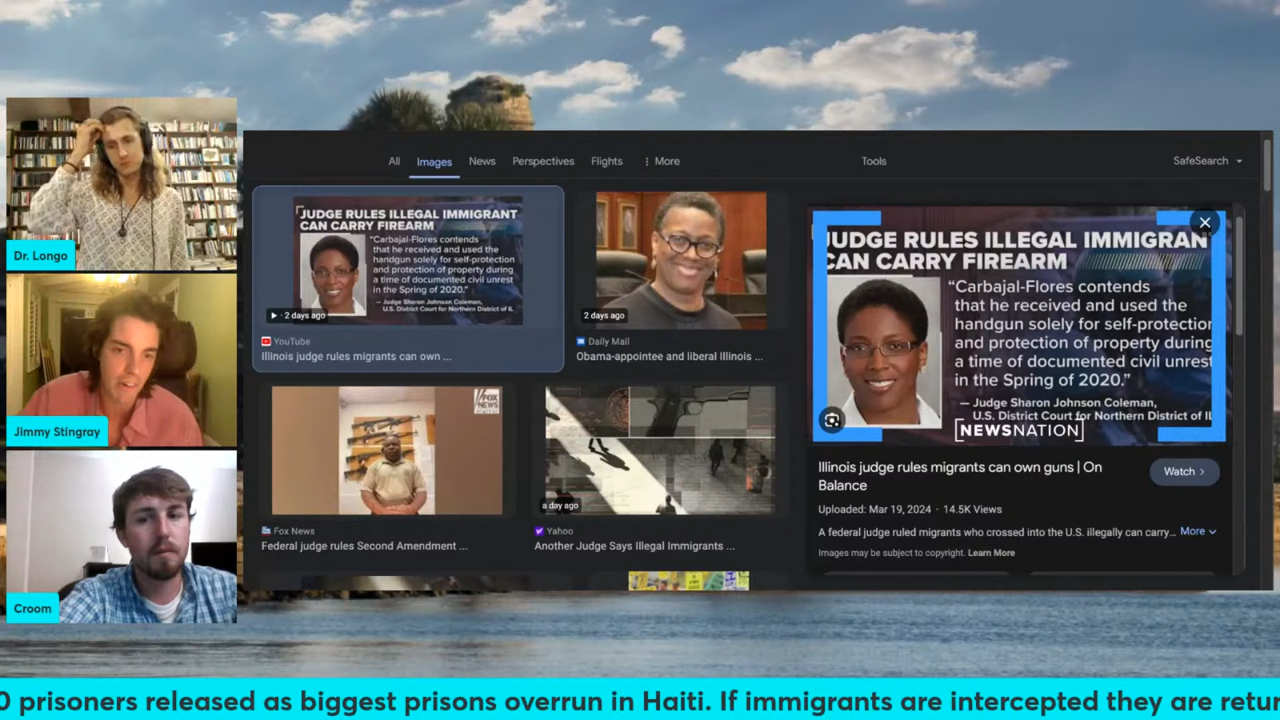 All
Images
News
Perspectives
Flights
More
Tools
SafeSearch
Dr. Longo
Jimmy Stingray
Croom
JUDGE RULES ILLEGAL IMMIGRANT
CAN CARRY FIREARM
“Carbajal-Flores contends
that he received and used the
handgun solely for self-protection
and protection of property during
a time of documented civil unrest
in the Spring of 2020.”
— Judge Sharon Johnson Coleman,
U.S. District Court for Northern District of IL
2 days ago
YouTube
Illinois judge rules migrants can own ...
2 days ago
Daily Mail
Obama-appointee and liberal Illinois ...
FOX
NEWS
digital
Fox News
Federal judge rules Second Amendment ...
a day ago
Yahoo
Another Judge Says Illegal Immigrants ...
JUDGE RULES ILLEGAL IMMIGRAN
CAN CARRY FIREARM
“Carbajal-Flores contends
that he received and used the
handgun solely for self-protection
and protection of property during
a time of documented civil unrest
in the Spring of 2020.”
— Judge Sharon Johnson Coleman,
U.S. District Court for Northern District of IL
NEWSNATION
Illinois judge rules migrants can own guns | On
Balance
Watch
Uploaded: Mar 19, 2024 · 14.5K Views
A federal judge ruled migrants who crossed into the U.S. illegally can carry... More
Images may be subject to copyright. Learn More
0 prisoners released as biggest prisons overrun in Haiti. If immigrants are intercepted they are retur